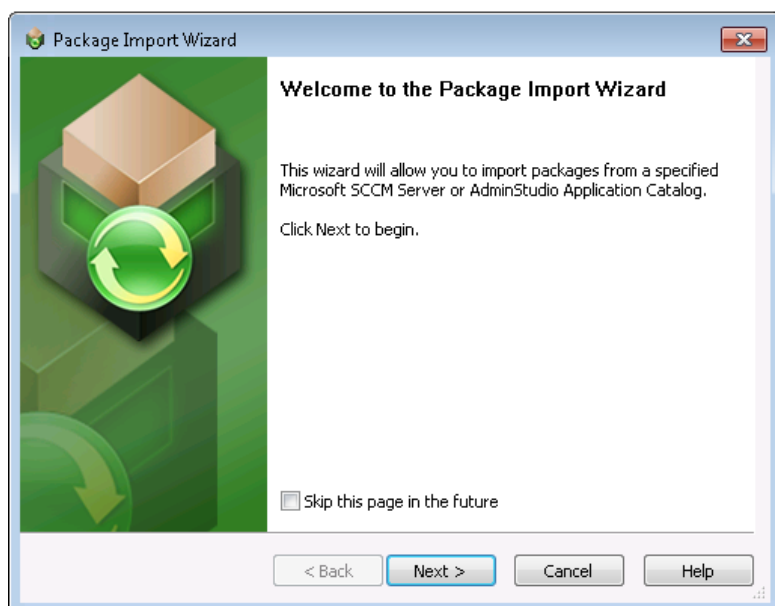 Package Import Wizard
Welcome to the Package Import Wizard
This wizard will allow you to import packages from a specified
Microsoft SCCM Server or AdminStudio Application Catalog.
Click Next to begin.
Skip this page in the future
< Back Next > Cancel Help